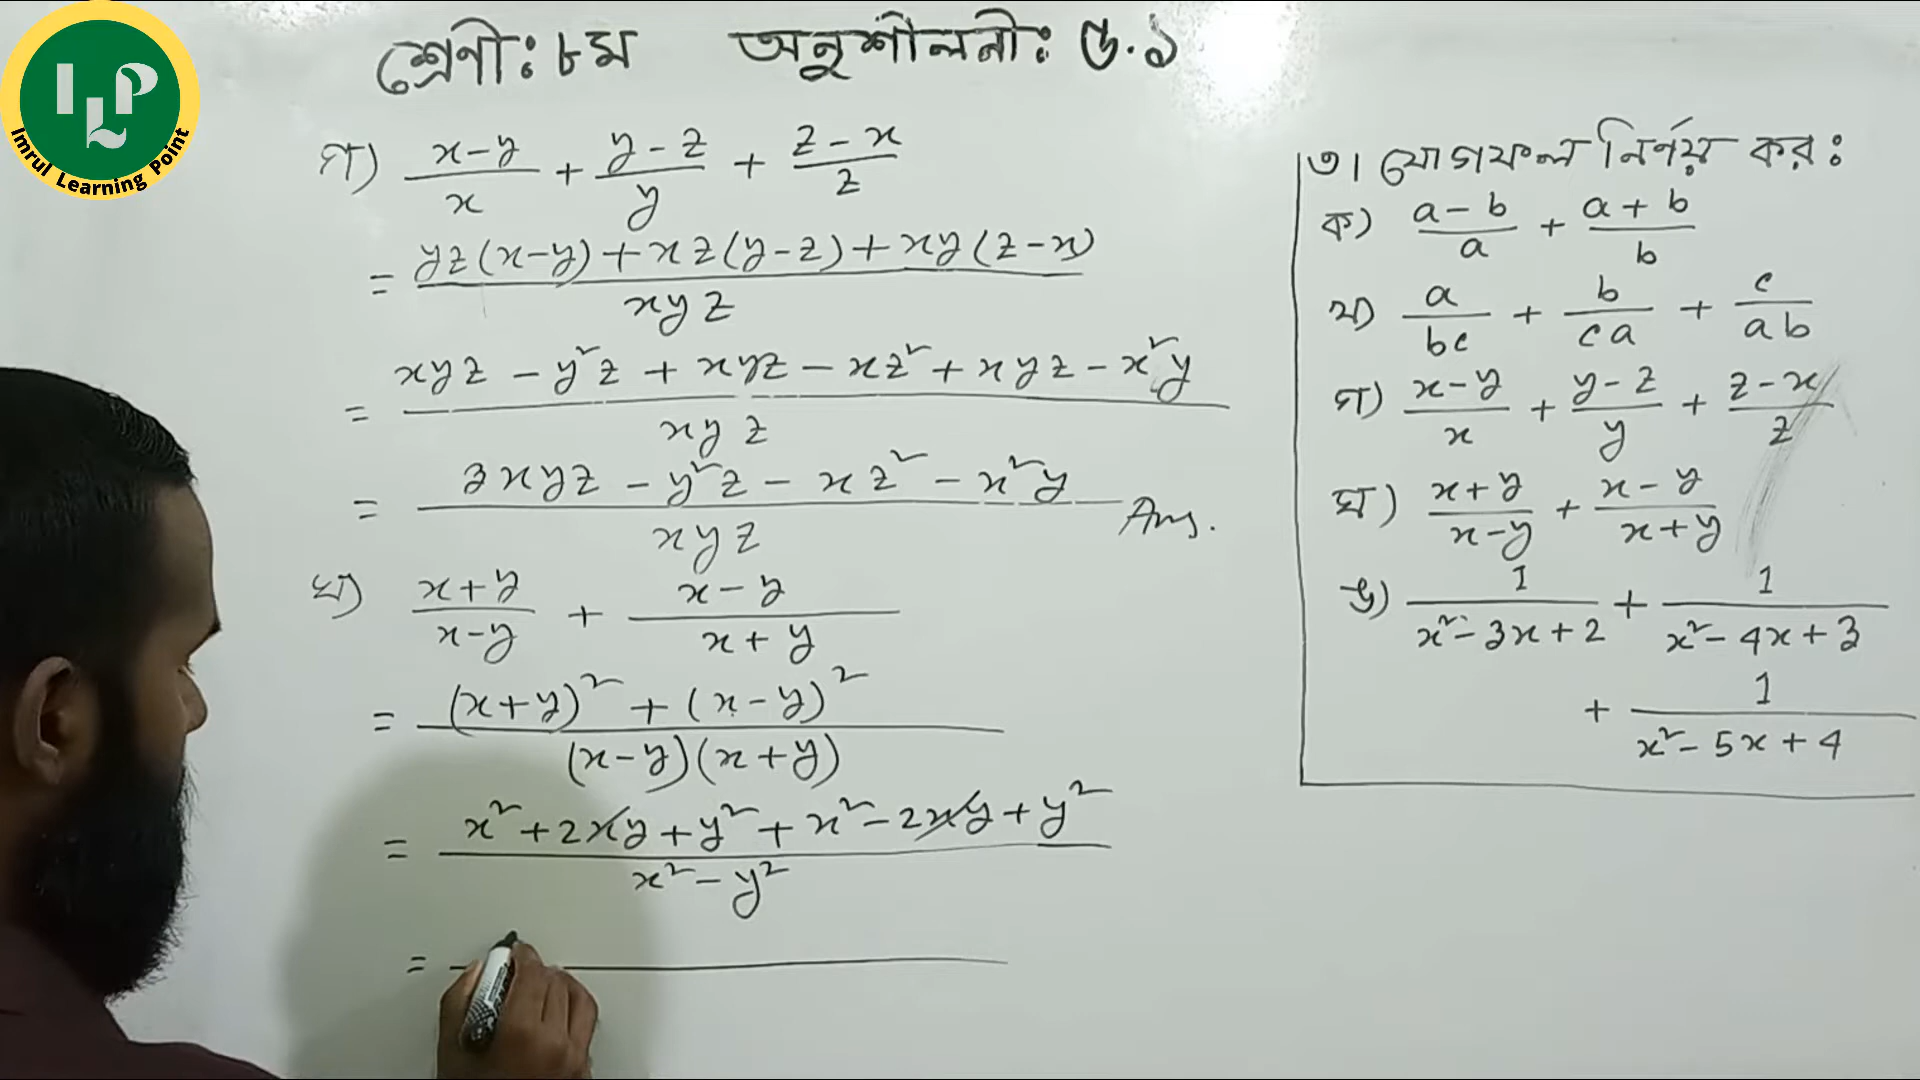 ILP
Imrul Learning Point
শ্রেণী: ৮ম অনুশীলনী: ৫.১
গ) (x-y)/x + (y-z)/y + (z-x)/z
= (yz(x-y)+xz(y-z)+xy(z-x))/xyz
= (xyz - y²z + xyz - xz² + xyz - x²y)/xyz
= (3xyz - y²z - xz² - x²y)/xyz Ans.
ঘ) (x+y)/(x-y) + (x-y)/(x+y)
= ((x+y)² + (x-y)²)/((x-y)(x+y))
= (x²+2xy+y²+x²-2xy+y²)/(x²-y²)
=
৩। যোগফল নির্ণয় কর:
ক) (a-b)/a + (a+b)/b
খ) a/bc + b/ca + c/ab
গ) (x-y)/x + (y-z)/y + (z-x)/z
ঘ) (x+y)/(x-y) + (x-y)/(x+y)
ঙ) 1/(x²-3x+2) + 1/(x²-4x+3)
+ 1/(x²-5x+4)